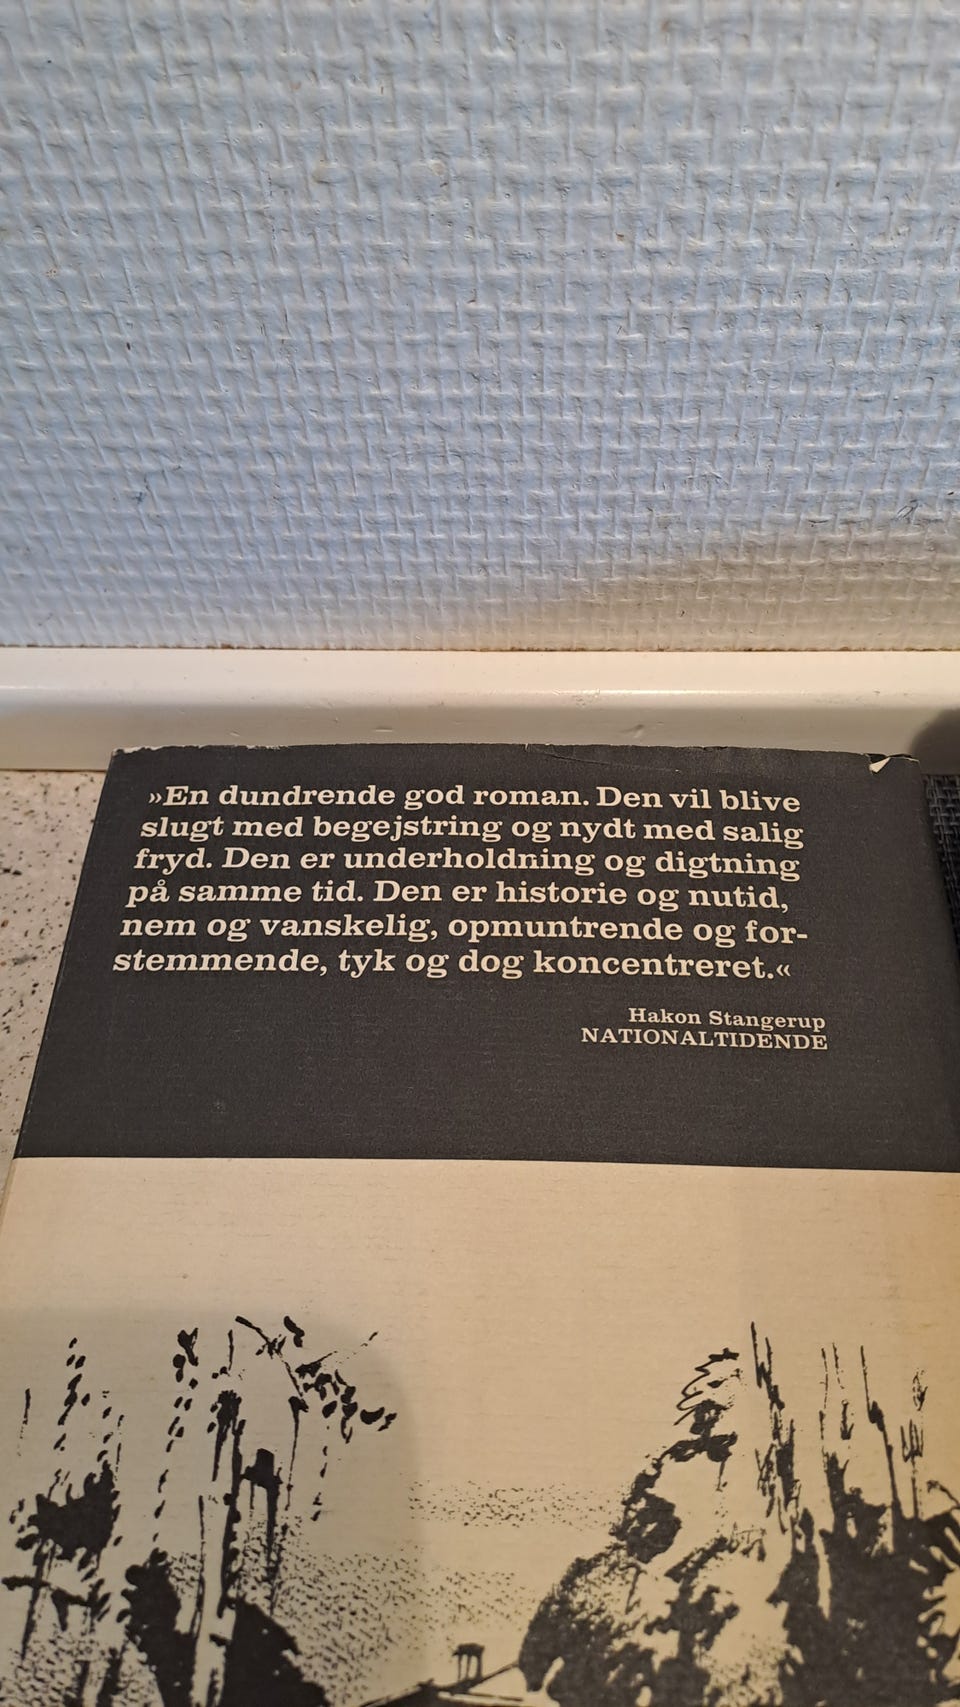 »En dundrende god roman. Den vil blive
slugt med begejstring og nydt med salig
fryd. Den er underholdning og digtning
på samme tid. Den er historie og nutid,
nem og vanskelig, opmuntrende og for-
stemmende, tyk og dog koncentreret.«
Hakon Stangerup
NATIONALTIDENDE